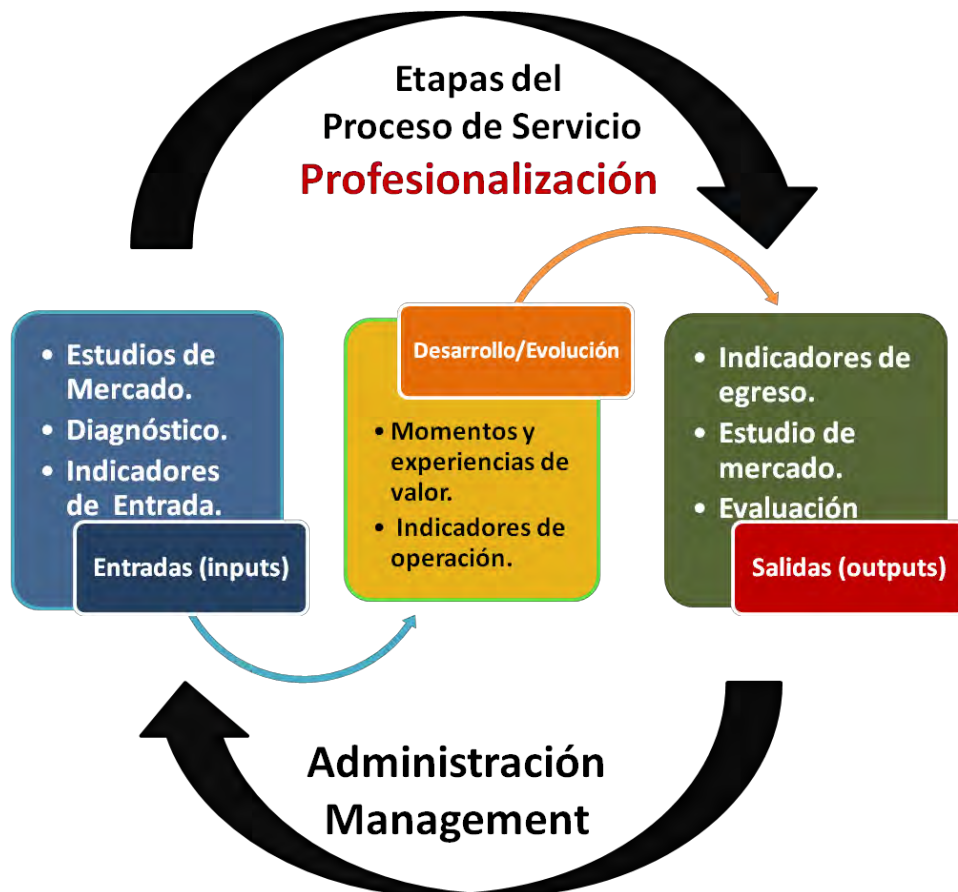 Etapas del
Proceso de Servicio
Profesionalización
• Estudios de
Mercado.
• Diagnóstico.
• Indicadores
de Entrada.
Entradas (inputs)
Desarrollo/Evolución
• Momentos y
experiencias de
valor.
• Indicadores de
operación.
• Indicadores de
egreso.
• Estudio de
mercado.
• Evaluación
Salidas (outputs)
Administración
Management